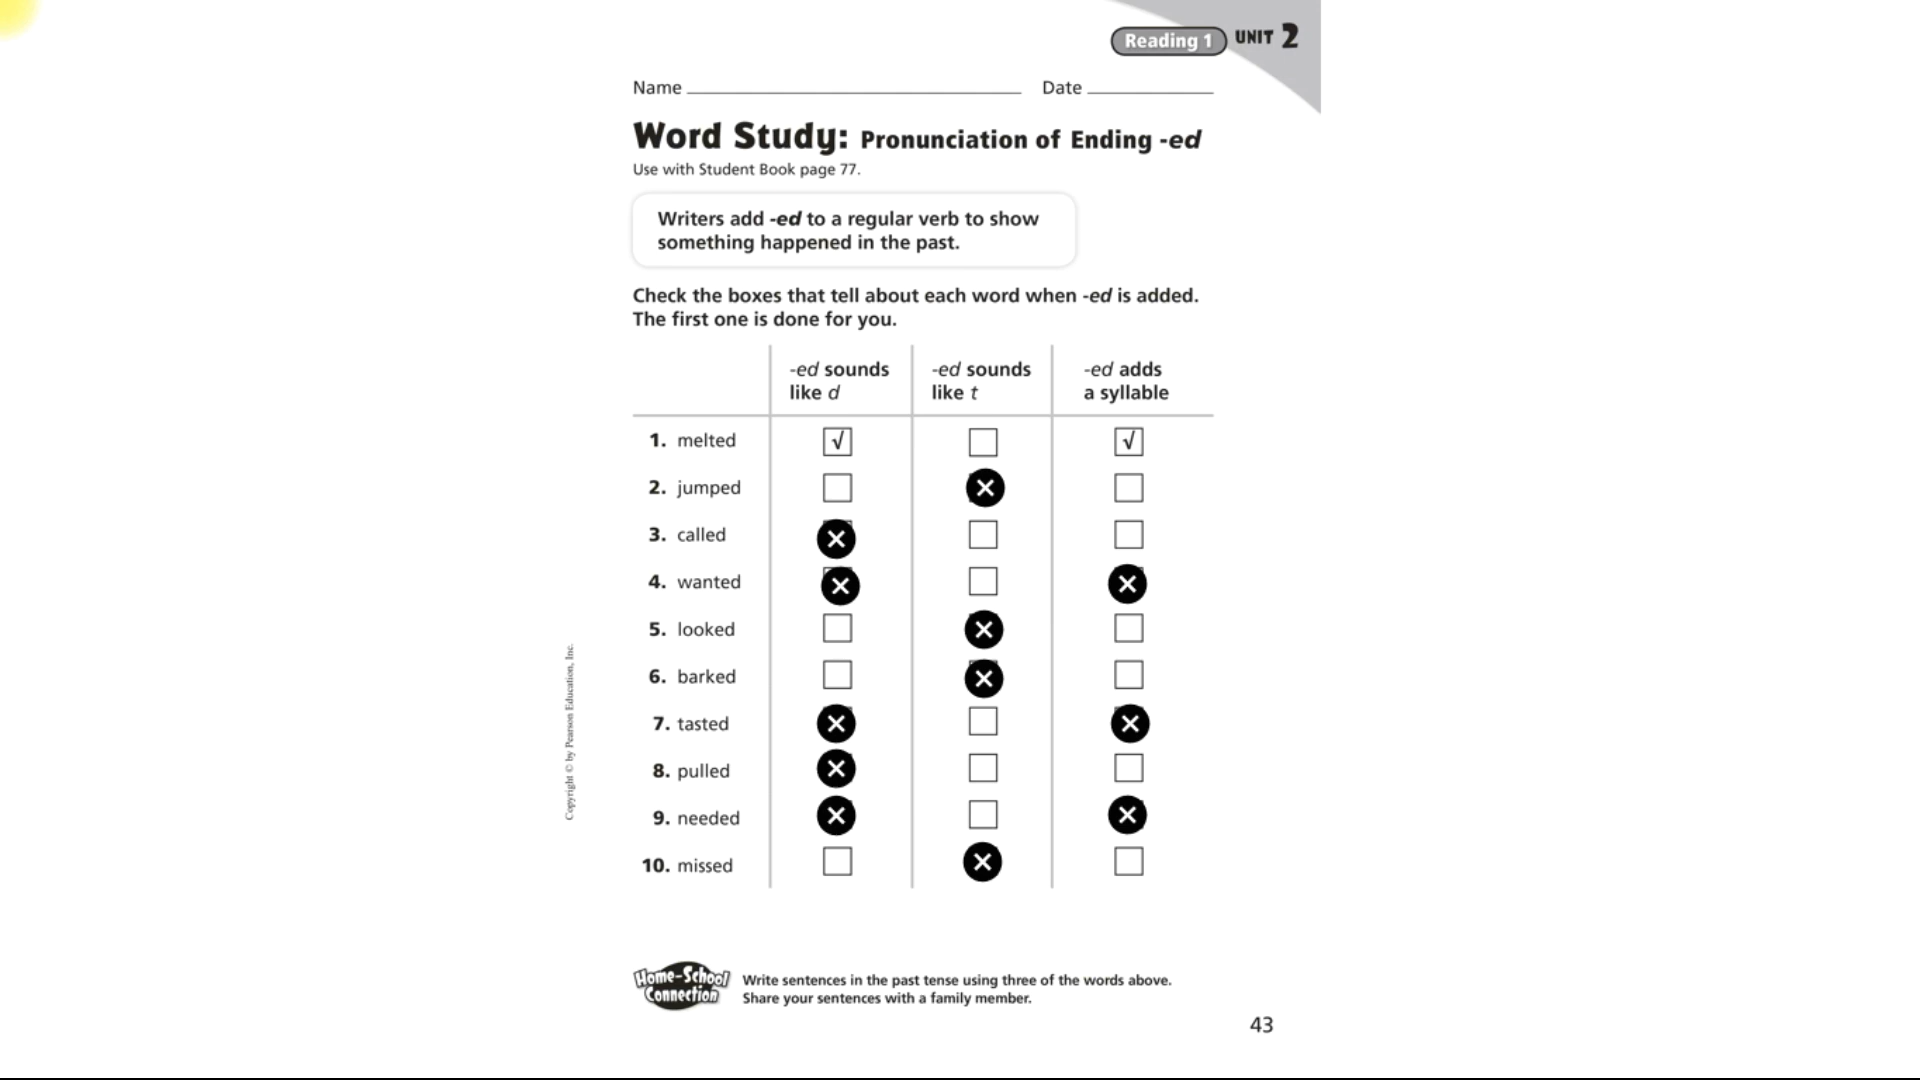 Reading 1 UNIT 2
Name Date
Word Study: Pronunciation of Ending -ed
Use with Student Book page 77.
Writers add -ed to a regular verb to show
something happened in the past.
Check the boxes that tell about each word when -ed is added.
The first one is done for you.
-ed sounds
like d
-ed sounds
like t
-ed adds
a syllable
1. melted √ √
2. jumped
3. called
4. wanted
5. looked
6. barked
7. tasted
8. pulled
9. needed
10. missed
Copyright © by Pearson Education, Inc.
Home-School
Connection
Write sentences in the past tense using three of the words above.
Share your sentences with a family member.
43